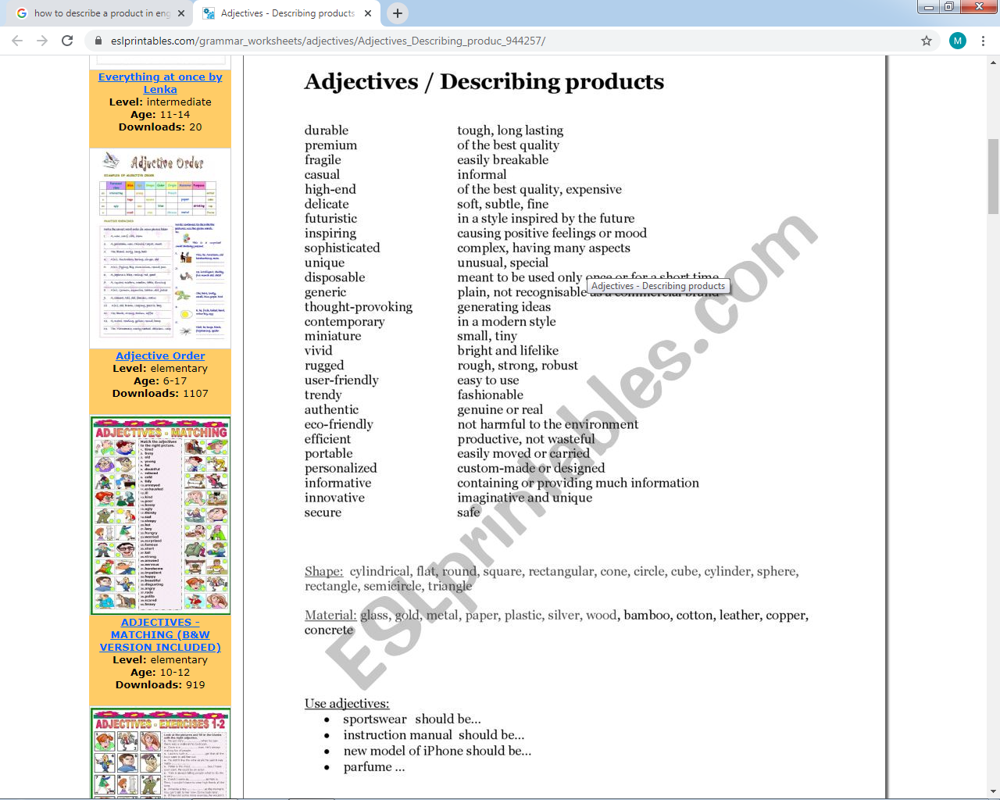 how to describe a product in eng
Adjectives - Describing products
eslprintables.com/grammar_worksheets/adjectives/Adjectives_Describing_produc_944257/
M
Everything at once by
Lenka
Level: intermediate
Age: 11-14
Downloads: 20
Adjective Order
Adjective Order
Level: elementary
Age: 6-17
Downloads: 1107
ADJECTIVES - MATCHING
ADJECTIVES -
MATCHING (B&W
VERSION INCLUDED)
Level: elementary
Age: 10-12
Downloads: 919
ADJECTIVES - EXERCISES 1-2
Adjectives / Describing products
durable tough, long lasting
premium of the best quality
fragile easily breakable
casual informal
high-end of the best quality, expensive
delicate soft, subtle, fine
futuristic in a style inspired by the future
inspiring causing positive feelings or mood
sophisticated complex, having many aspects
unique unusual, special
disposable meant to be used only once or for a short time
Adjectives - Describing products
generic plain, not recognisable as a commercial brand
thought-provoking generating ideas
contemporary in a modern style
miniature small, tiny
vivid bright and lifelike
rugged rough, strong, robust
user-friendly easy to use
trendy fashionable
authentic genuine or real
eco-friendly not harmful to the environment
efficient productive, not wasteful
portable easily moved or carried
personalized custom-made or designed
informative containing or providing much information
innovative imaginative and unique
secure safe
Shape: cylindrical, flat, round, square, rectangular, cone, circle, cube, cylinder, sphere,
rectangle, semicircle, triangle
Material: glass, gold, metal, paper, plastic, silver, wood, bamboo, cotton, leather, copper,
concrete
Use adjectives:
• sportswear should be...
• instruction manual should be...
• new model of iPhone should be...
• parfume ...
ESLprintables.com